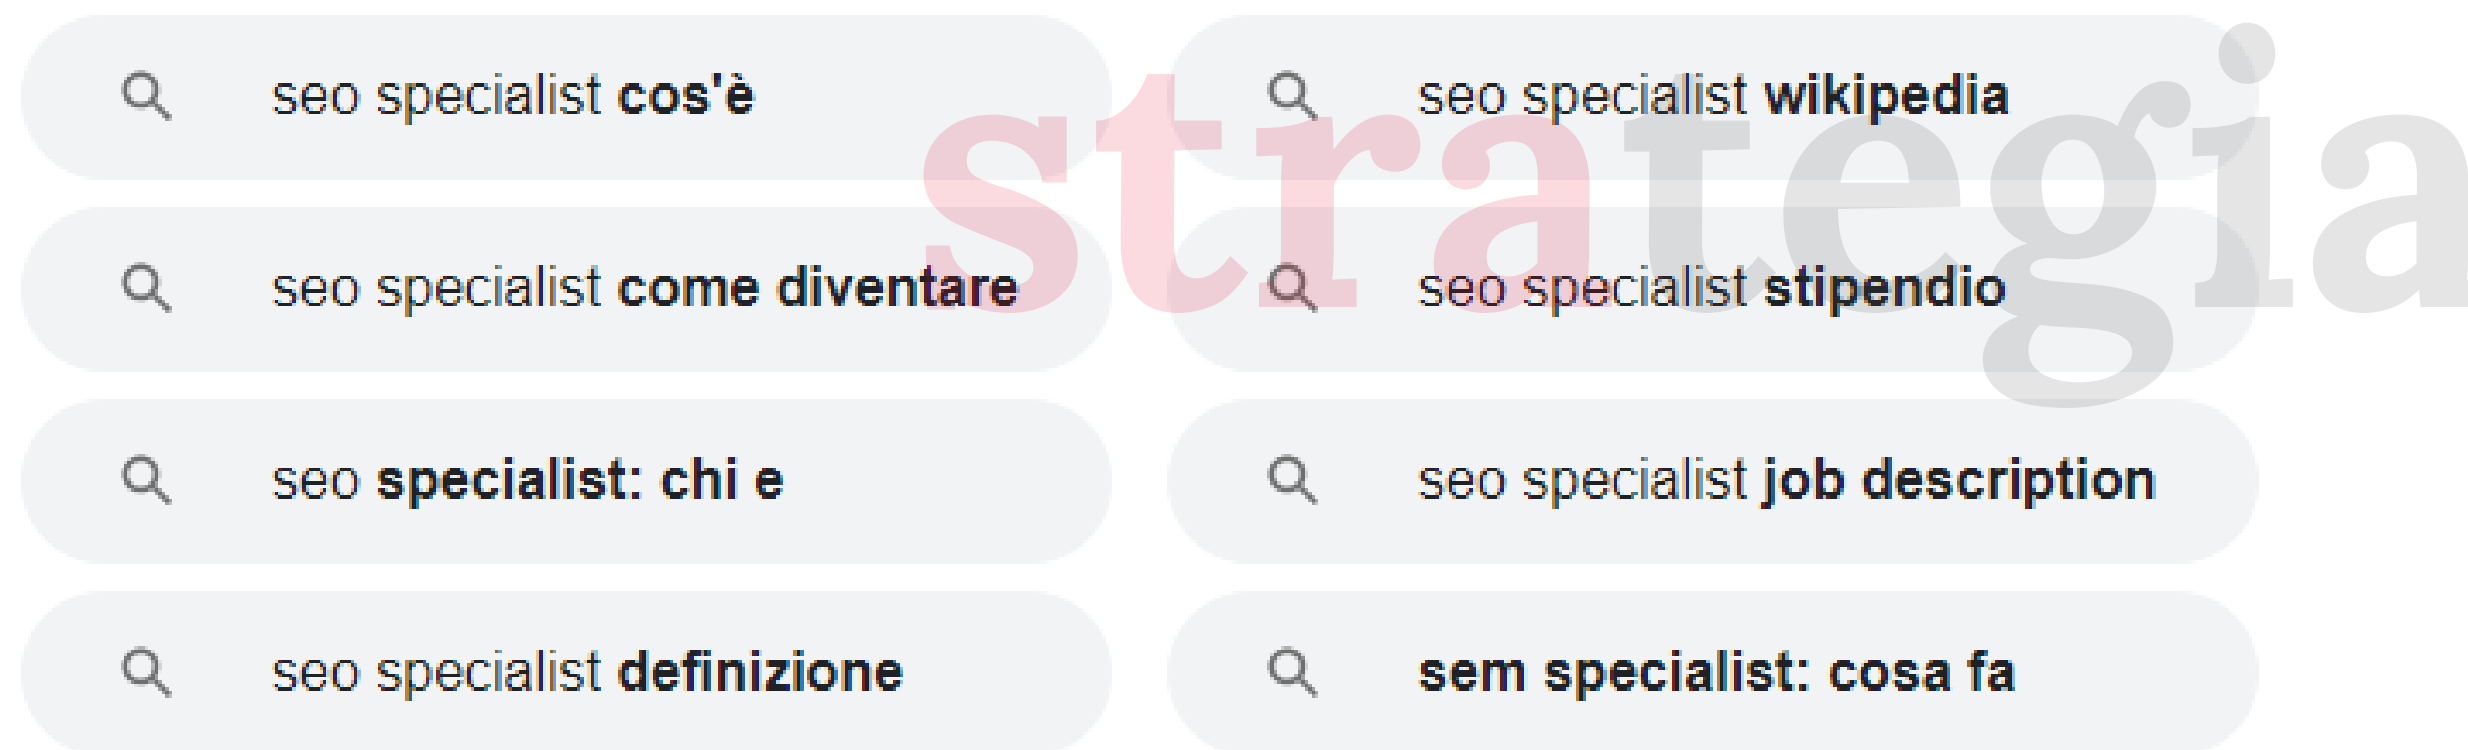 seo specialist cos'è
seo specialist wikipedia
seo specialist come diventare
seo specialist stipendio
seo specialist: chi e
seo specialist job description
seo specialist definizione
sem specialist: cosa fa
strategia